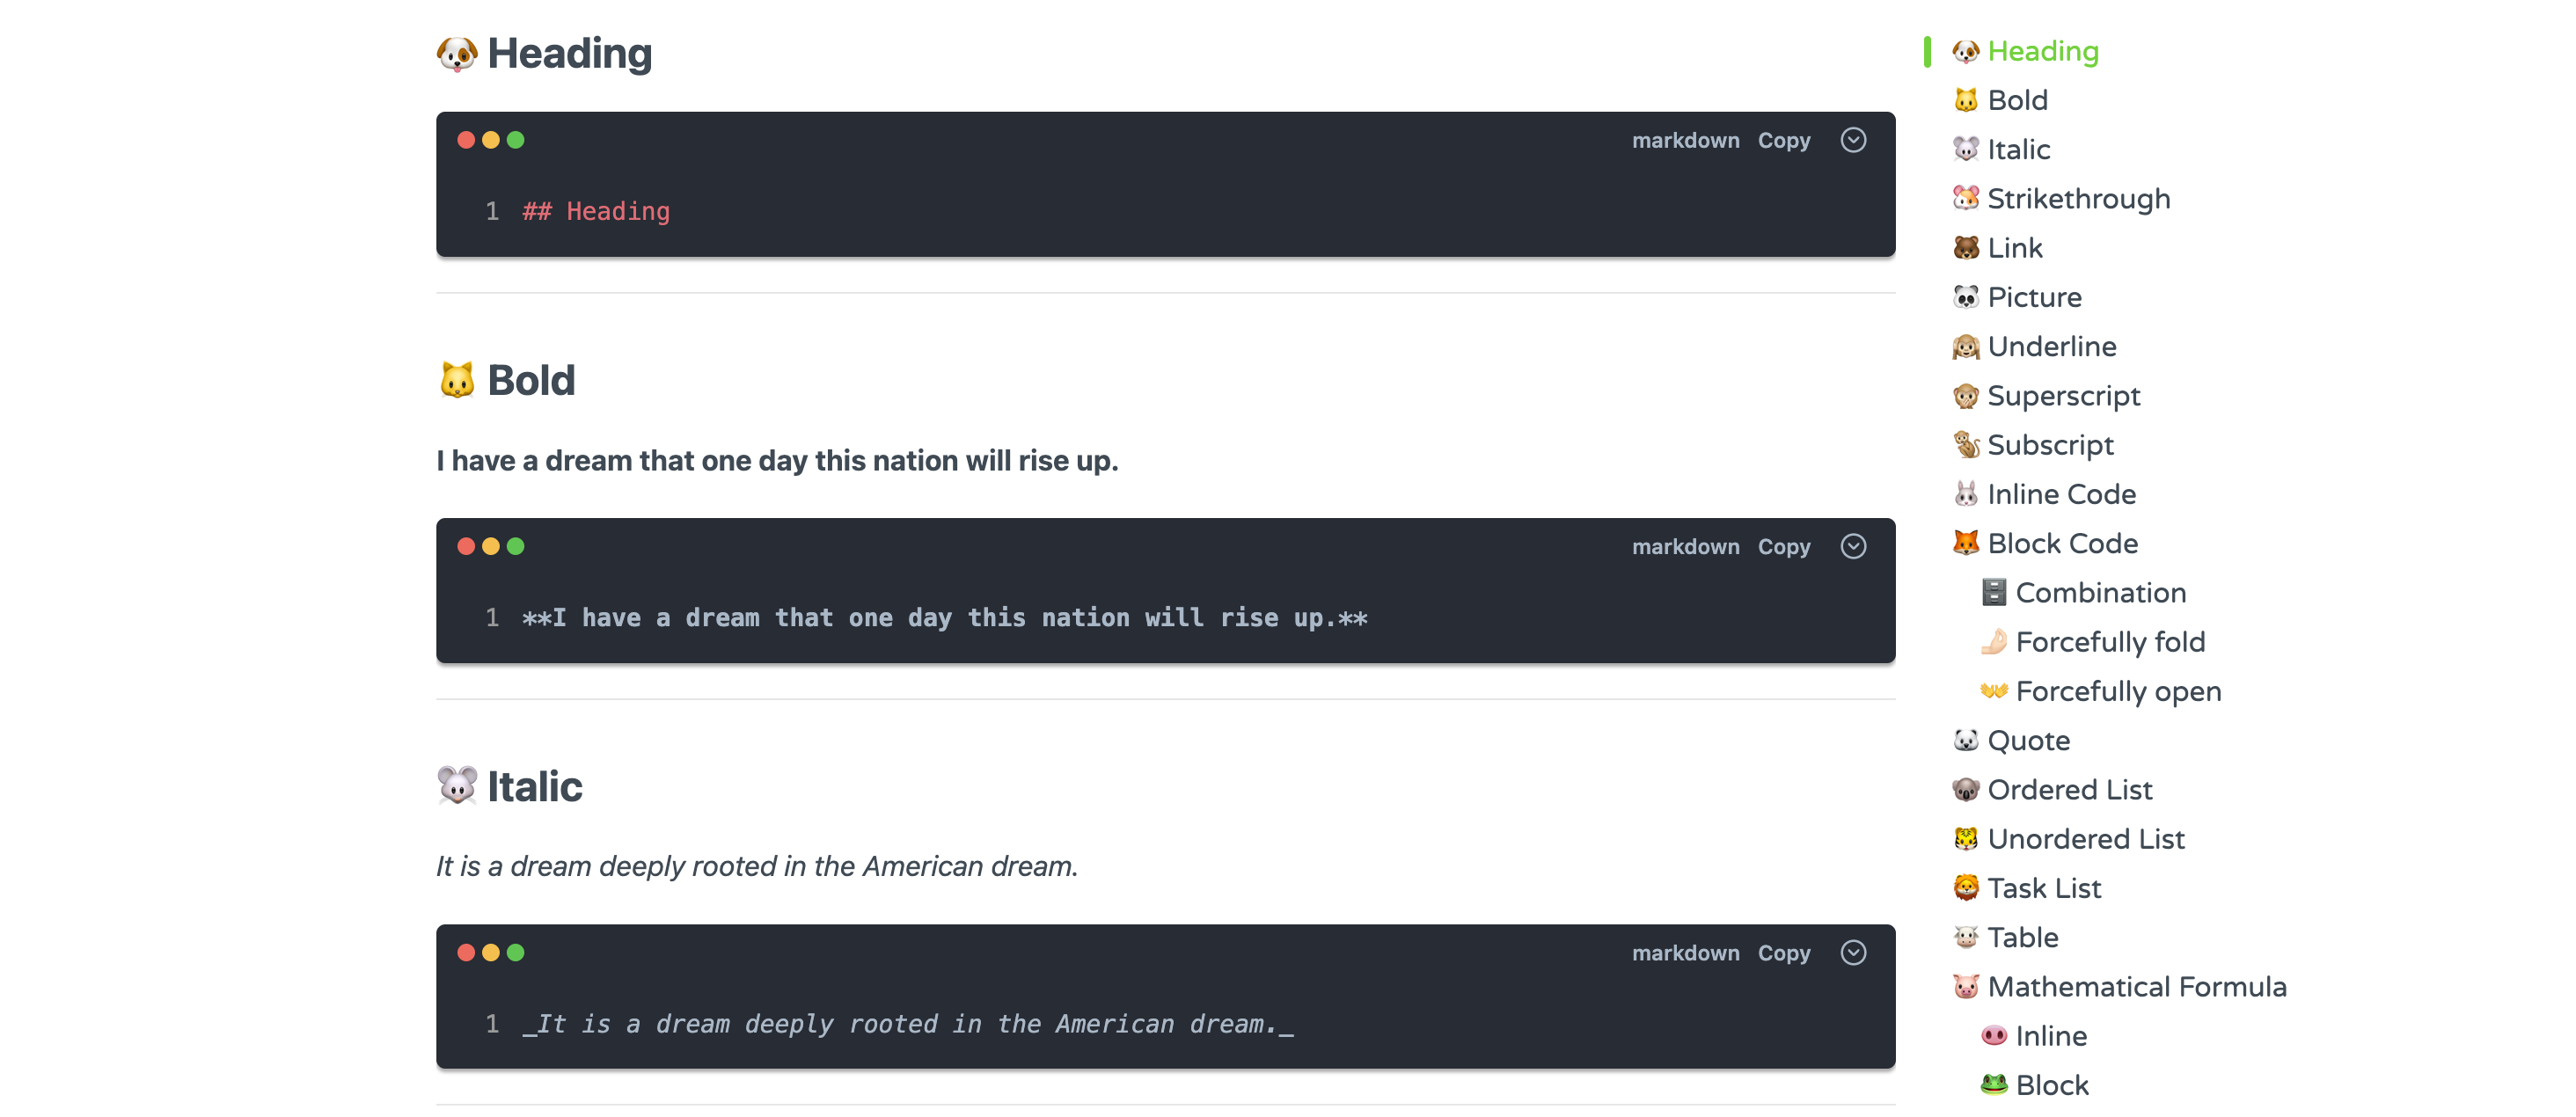 🐶 Heading
markdown Copy
1 ## Heading
🐱 Bold
I have a dream that one day this nation will rise up.
markdown Copy
1 **I have a dream that one day this nation will rise up.**
🐭 Italic
It is a dream deeply rooted in the American dream.
markdown Copy
1 _It is a dream deeply rooted in the American dream._
🐶 Heading
🐱 Bold
🐭 Italic
🐹 Strikethrough
🐻 Link
🐼 Picture
🙉 Underline
🙊 Superscript
🐒 Subscript
🐰 Inline Code
🦊 Block Code
🗄 Combination
🤌🏻 Forcefully fold
👐 Forcefully open
🐻‍❄️ Quote
🐨 Ordered List
🐯 Unordered List
🦁 Task List
🐮 Table
🐷 Mathematical Formula
🐽 Inline
🐸 Block